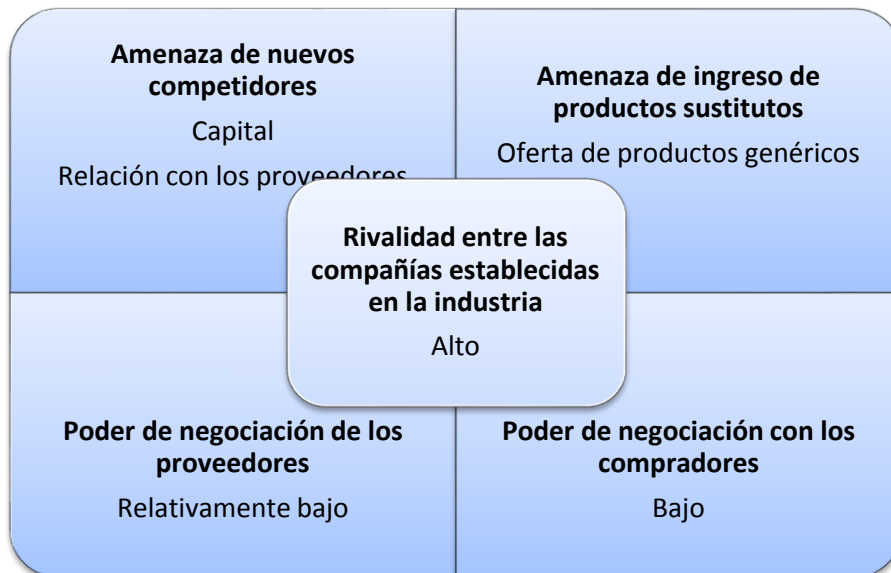 Amenaza de nuevos
competidores
Capital
Relación con los proveedores
Amenaza de ingreso de
productos sustitutos
Oferta de productos genéricos
Rivalidad entre las
compañías establecidas
en la industria
Alto
Poder de negociación de los
proveedores
Relativamente bajo
Poder de negociación con los
compradores
Bajo